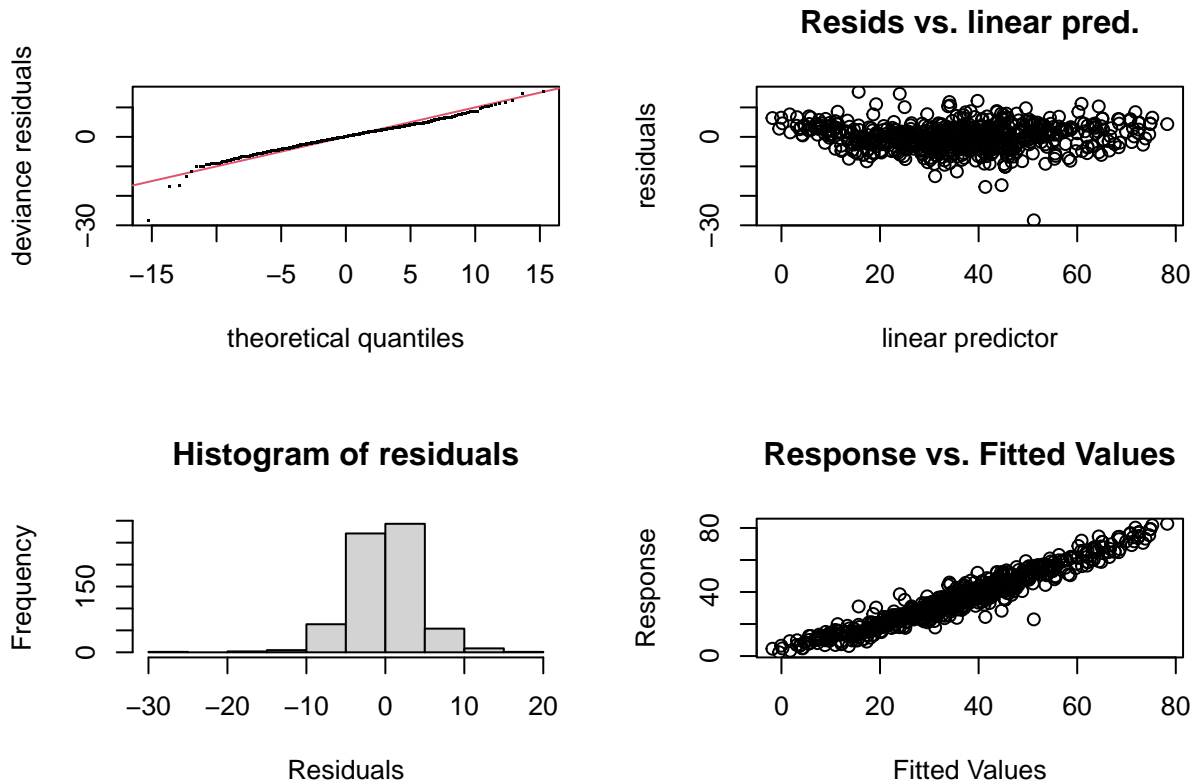 deviance residuals
−30
0
−15
−5
0
5
10
15
theoretical quantiles
Resids vs. linear pred.
residuals
−30
0
0
20
40
60
80
linear predictor
Histogram of residuals
Frequency
0
150
−30
−20
−10
0
10
20
Residuals
Response vs. Fitted Values
Response
0
40
80
0
20
40
60
80
Fitted Values